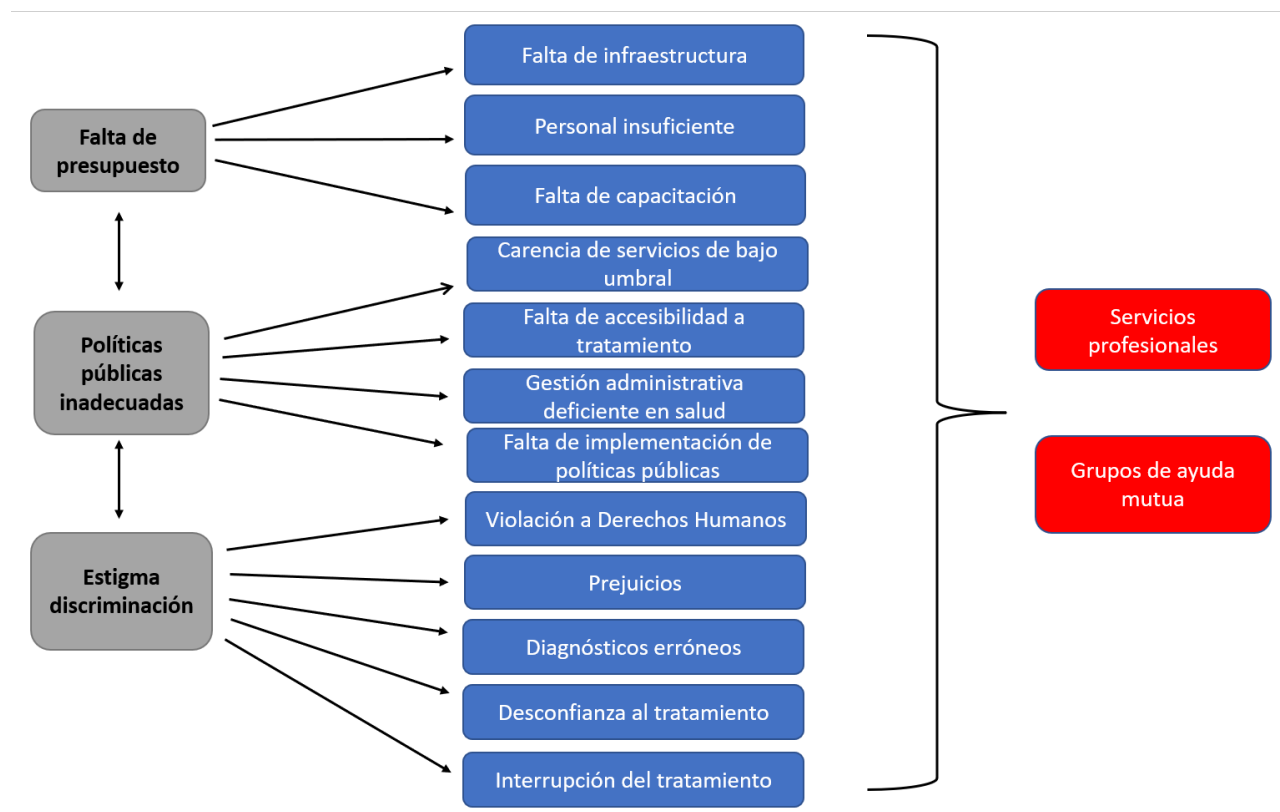 Falta de
presupuesto
Políticas
públicas
inadecuadas
Estigma
discriminación
Falta de infraestructura
Personal insuficiente
Falta de capacitación
Carencia de servicios de bajo
umbral
Falta de accesibilidad a
tratamiento
Gestión administrativa
deficiente en salud
Falta de implementación de
políticas públicas
Violación a Derechos Humanos
Prejuicios
Diagnósticos erróneos
Desconfianza al tratamiento
Interrupción del tratamiento
Servicios
profesionales
Grupos de ayuda
mutua